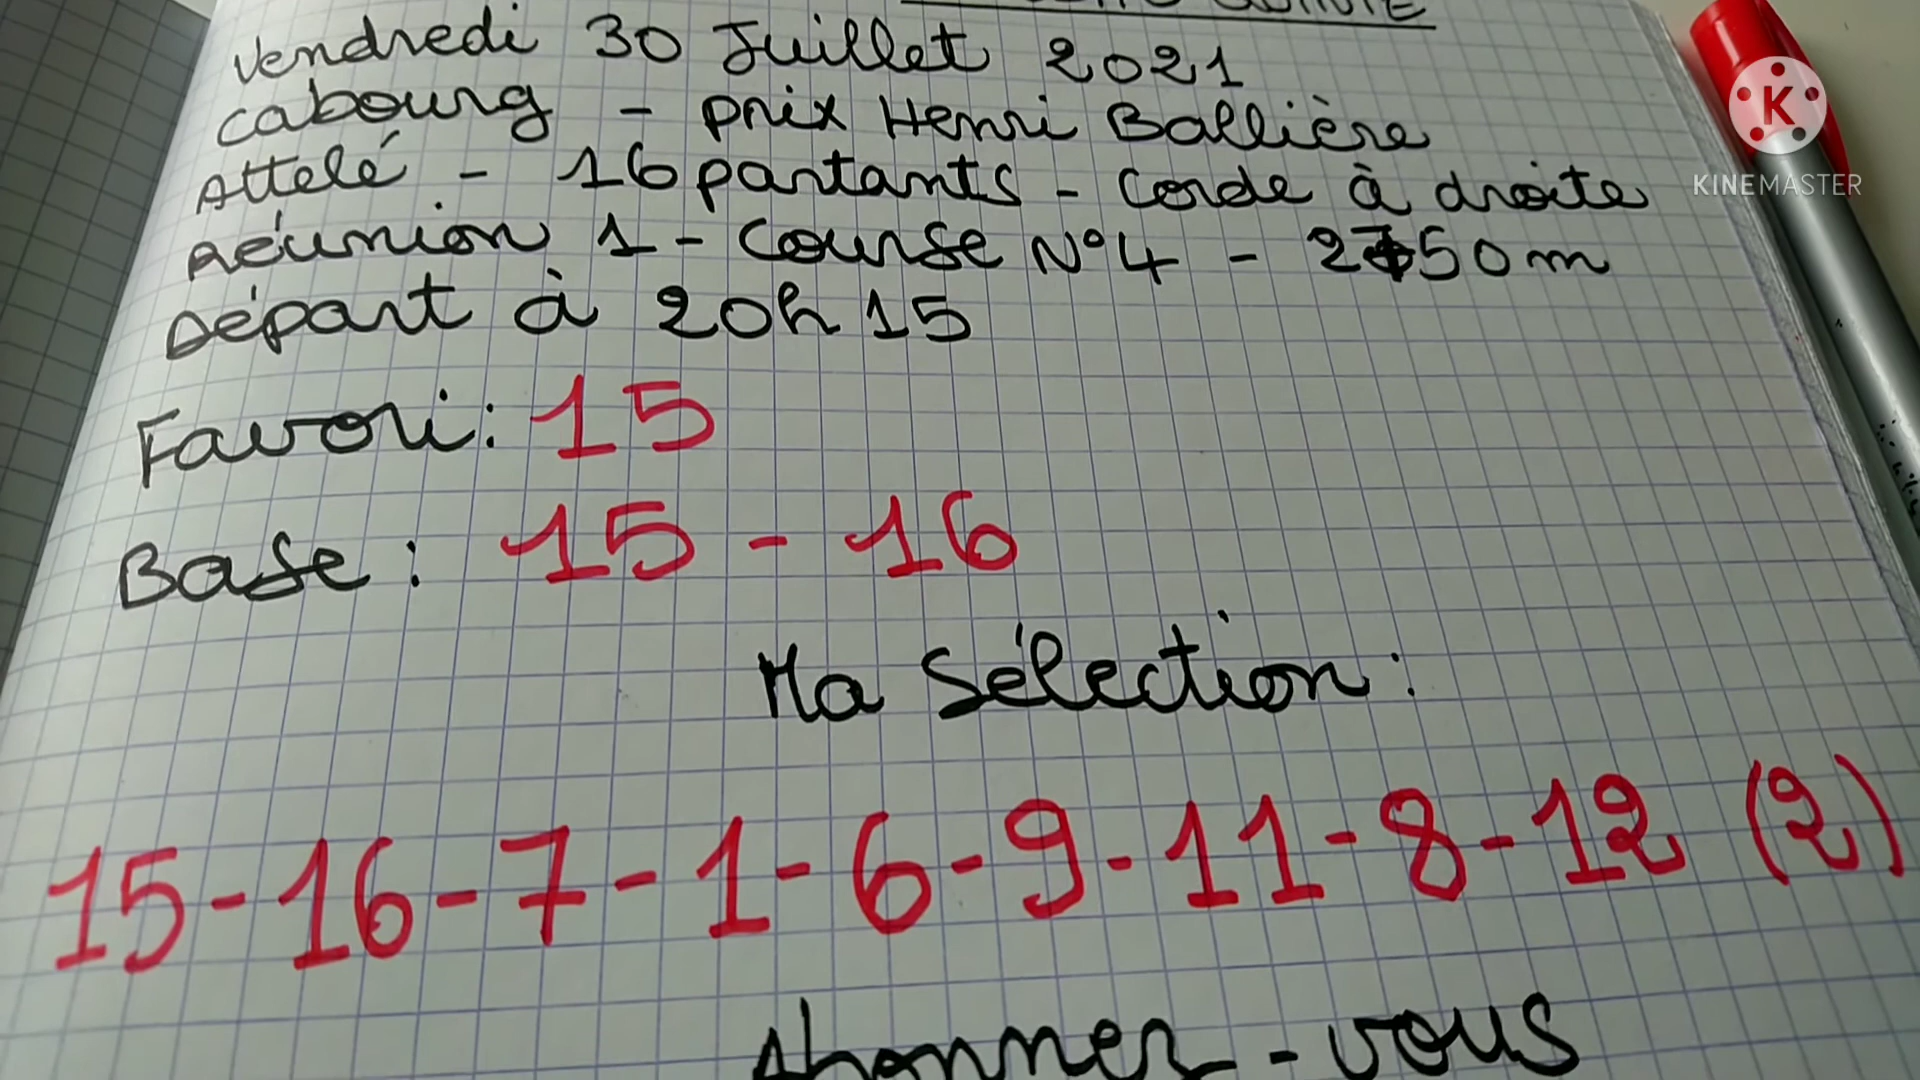 QUINTÉ
Vendredi 30 Juillet 2021
Cabourg - Prix Henri Ballière
Attelé - 16 partants - Corde à droite
Réunion 1 - Course N°4 - 2750m
Départ à 20h15
Favori: 15
Base: 15 - 16
Ma Sélection:
15-16-7-1-6-9-11-8-12 (2)
Abonnez-vous
K
KINEMASTER